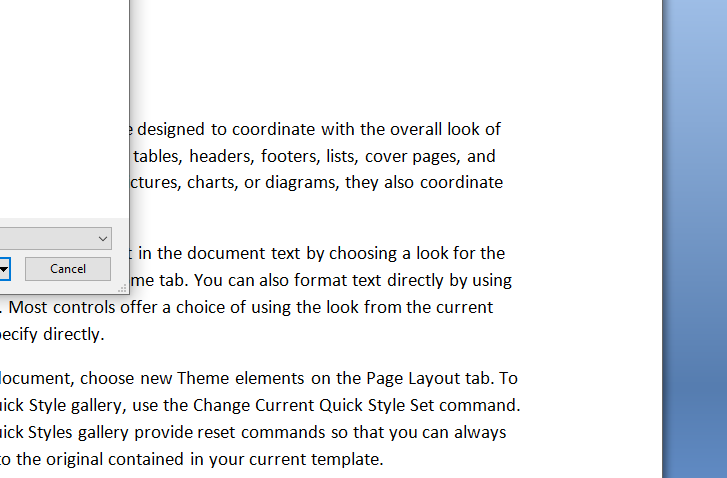 designed to coordinate with the overall look of
tables, headers, footers, lists, cover pages, and
ctures, charts, or diagrams, they also coordinate
in the document text by choosing a look for the
Cancel
me tab. You can also format text directly by using
. Most controls offer a choice of using the look from the current
ecify directly.
document, choose new Theme elements on the Page Layout tab. To
ick Style gallery, use the Change Current Quick Style Set command.
ick Styles gallery provide reset commands so that you can always
to the original contained in your current template.